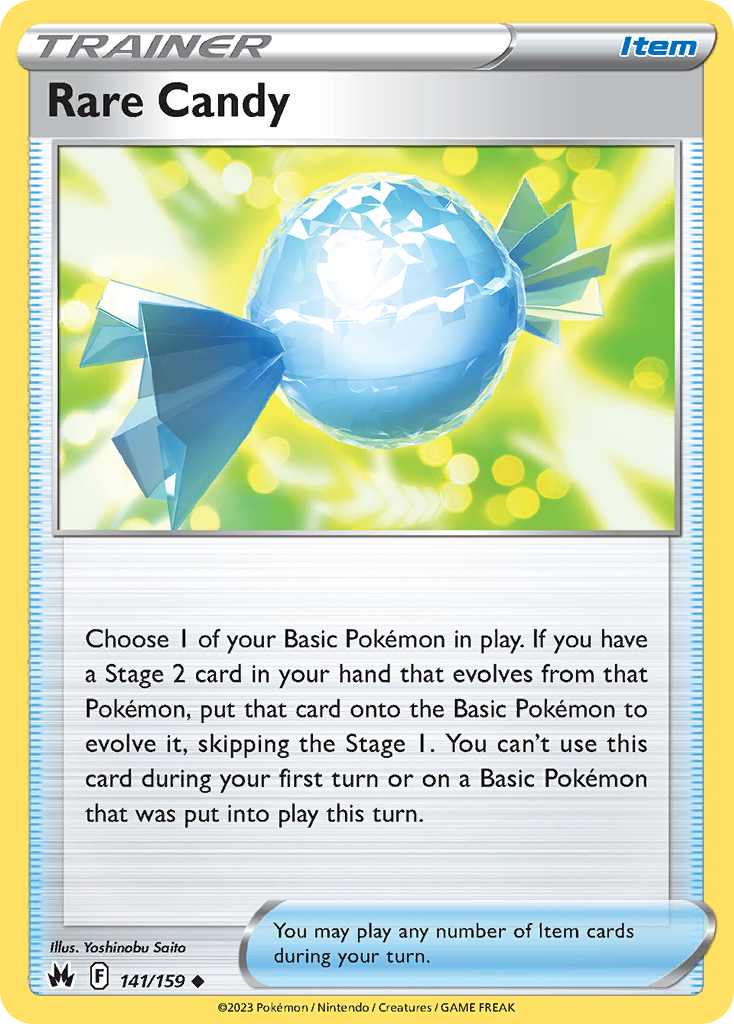 TRAINER
Item
Rare Candy
Choose 1 of your Basic Pokémon in play. If you have
a Stage 2 card in your hand that evolves from that
Pokémon, put that card onto the Basic Pokémon to
evolve it, skipping the Stage 1. You can't use this
card during your first turn or on a Basic Pokémon
that was put into play this turn.
You may play any number of Item cards
during your turn.
Illus. Yoshinobu Saito
F
141/159 ◆
©2023 Pokémon / Nintendo / Creatures / GAME FREAK